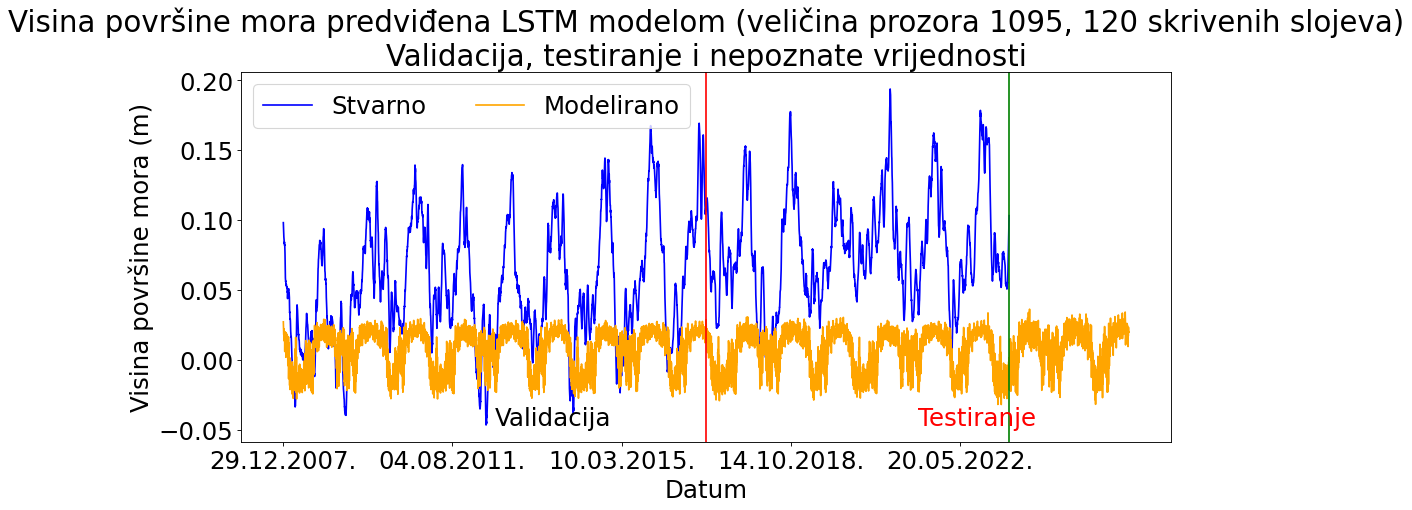 Visina površine mora predviđena LSTM modelom (veličina prozora 1095, 120 skrivenih slojeva)
Validacija, testiranje i nepoznate vrijednosti
Stvarno
Modelirano
Visina površine mora (m)
0.20
0.15
0.10
0.05
0.00
−0.05
Validacija
Testiranje
29.12.2007.
04.08.2011.
10.03.2015.
14.10.2018.
20.05.2022.
Datum